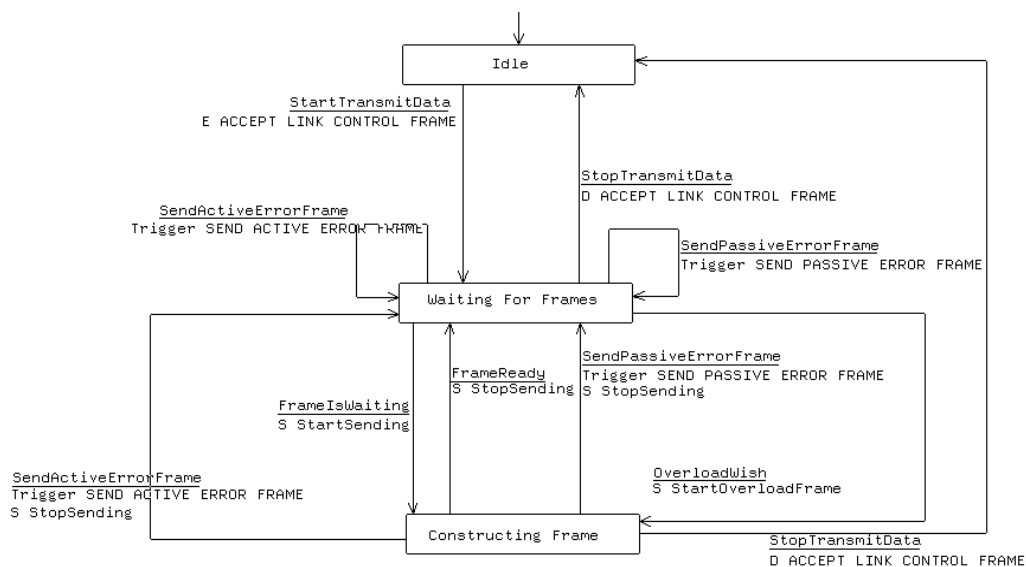 Idle
StartTransmitData
E ACCEPT LINK CONTROL FRAME
StopTransmitData
D ACCEPT LINK CONTROL FRAME
SendActiveErrorFrame
Trigger SEND ACTIVE ERROR FRAME
SendPassiveErrorFrame
Trigger SEND PASSIVE ERROR FRAME
Waiting For Frames
FrameReady
S StopSending
SendPassiveErrorFrame
Trigger SEND PASSIVE ERROR FRAME
S StopSending
FrameIsWaiting
S StartSending
SendActiveErrorFrame
Trigger SEND ACTIVE ERROR FRAME
S StopSending
OverloadWish
S StartOverloadFrame
Constructing Frame
StopTransmitData
D ACCEPT LINK CONTROL FRAME